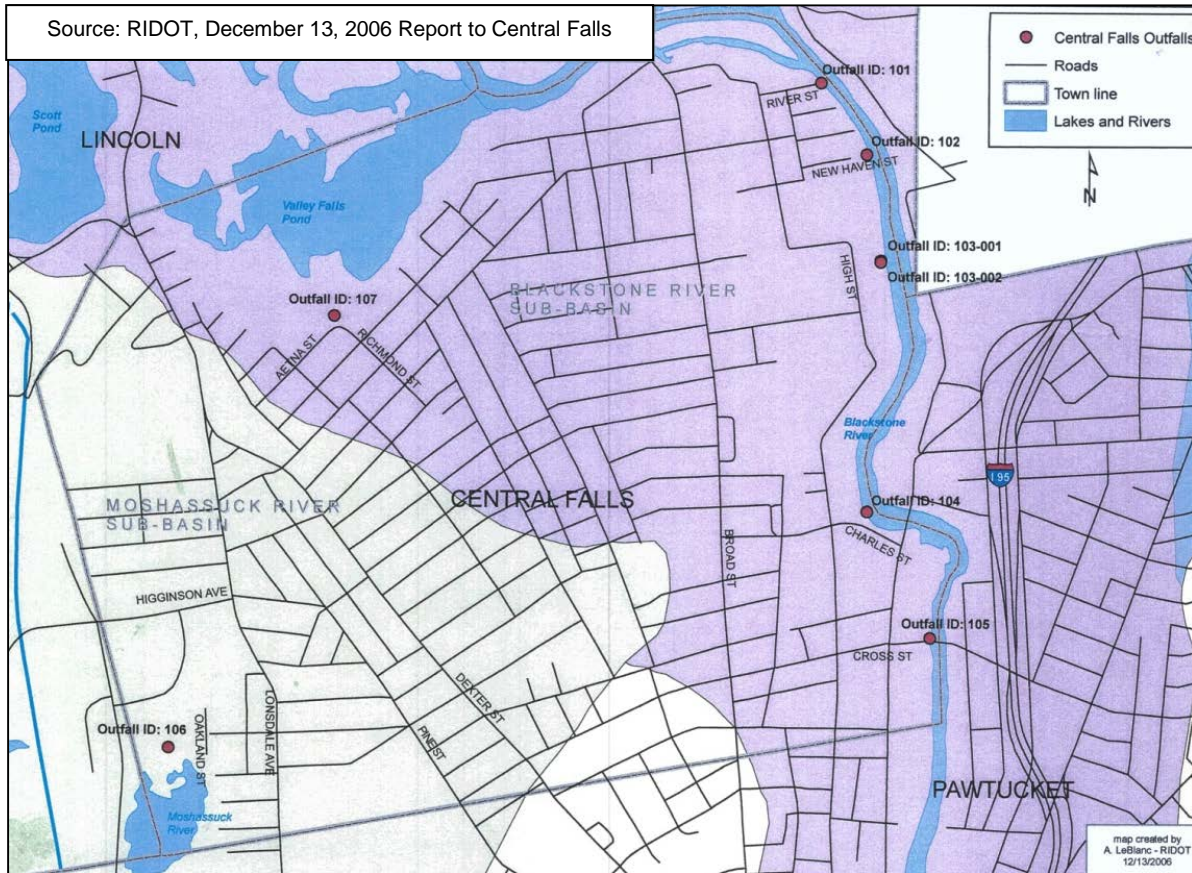 Source: RIDOT, December 13, 2006 Report to Central Falls
Central Falls Outfalls
Roads
Town line
Lakes and Rivers
N
Outfall ID: 101
RIVER ST
Outfall ID: 102
NEW HAVEN ST
Scott
Pond
LINCOLN
Valley Falls
Pond
Outfall ID: 103-001
Outfall ID: 103-002
HIGH ST
BLACKSTONE RIVER
SUB-BASIN
Outfall ID: 107
AETNA ST
RICHMOND ST
Blackstone
River
I 95
MOSHASSUCK RIVER
SUB-BASIN
CENTRAL FALLS
Outfall ID: 104
CHARLES ST
BROAD ST
HIGGINSON AVE
Outfall ID: 105
CROSS ST
DEXTER ST
PINE ST
LONSDALE AVE
OAKLAND ST
Outfall ID: 106
Moshassuck
River
PAWTUCKET
map created by
A. LeBlanc - RIDOT
12/13/2006